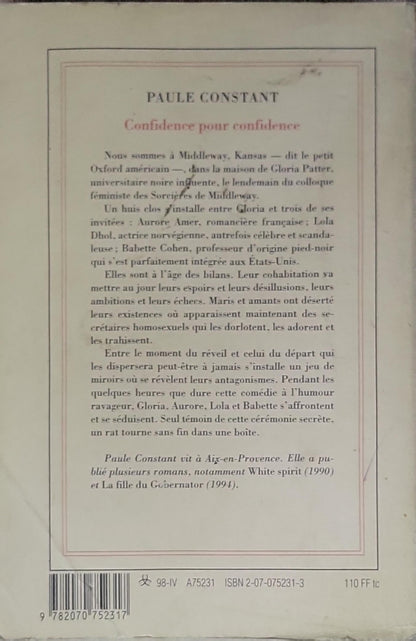 PAULE CONSTANT
Confidence pour confidence
Nous sommes à Middleway, Kansas — dit le petit
Oxford américain —, dans la maison de Gloria Patter,
universitaire noire influente, le lendemain du colloque
féministe des Sorcières de Middleway.
Un huis clos s'installe entre Gloria et trois de ses
invitées : Aurore Amer, romancière française ; Lola
Dhol, actrice norvégienne, autrefois célèbre et scanda-
leuse ; Babette Cohen, professeur d'origine pied-noir
qui s'est parfaitement intégrée aux États-Unis.
Elles sont à l'âge des bilans. Leur cohabitation va
mettre au jour leurs espoirs et leurs désillusions, leurs
ambitions et leurs échecs. Maris et amants ont déserté
leurs existences où apparaissent maintenant des se-
crétaires homosexuels qui les dorlotent, les adorent et
les trahissent.
Entre le moment du réveil et celui du départ qui
les dispersera peut-être à jamais s'installe un jeu de
miroirs où se révèlent leurs antagonismes. Pendant les
quelques heures que dure cette comédie à l'humour
ravageur, Gloria, Aurore, Lola et Babette s'affrontent
et se séduisent. Seul témoin de cette cérémonie secrète,
un rat tourne sans fin dans une boîte.
Paule Constant vit à Aix-en-Provence. Elle a pu-
blié plusieurs romans, notamment White spirit (1990)
et La fille du Gobernator (1994).
98-IV A75231 ISBN 2-07-075231-3 110 FF tc
9 782070 752317